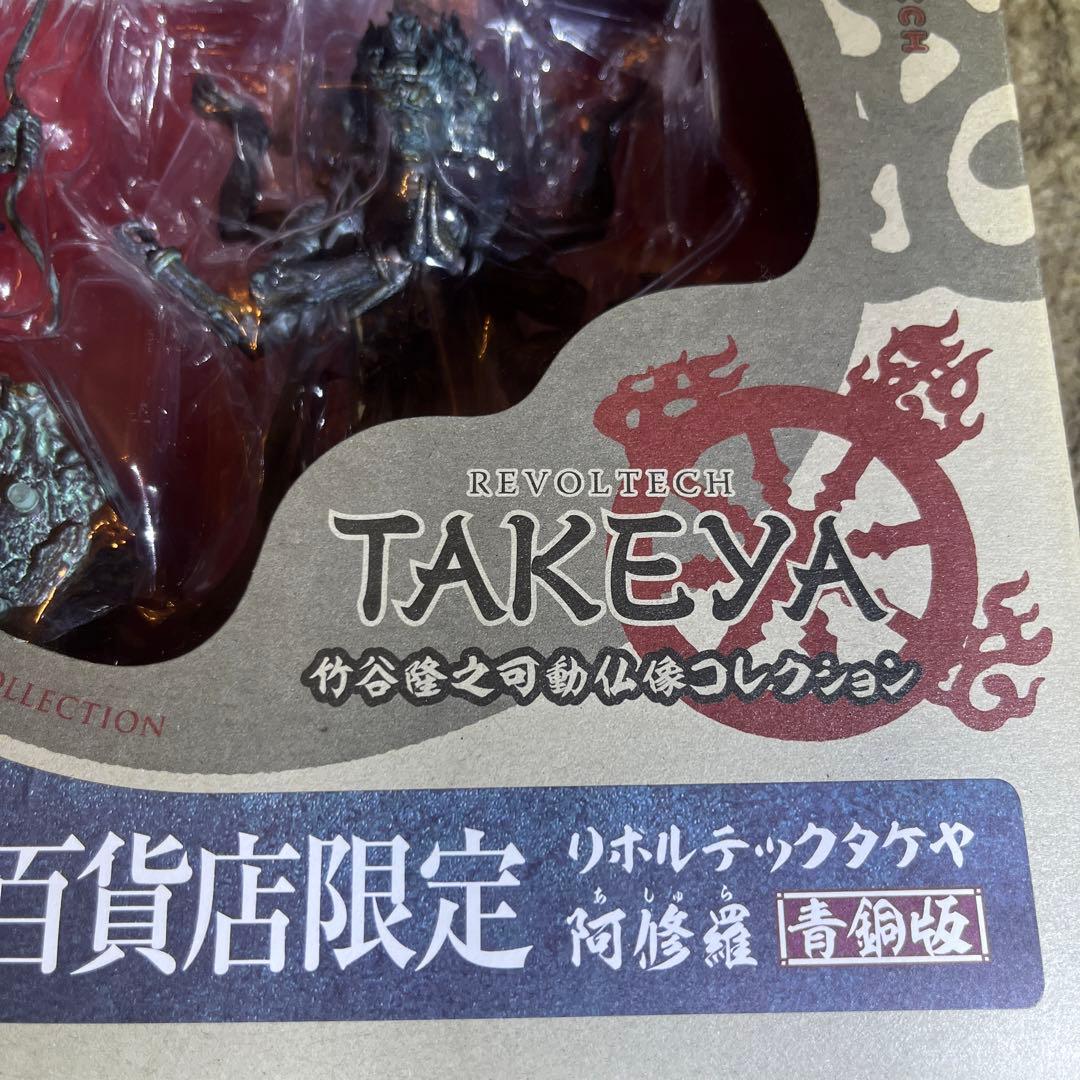 REVOLTECH
TAKEYA
竹谷隆之可動仏像コレクション
OLLECTION
百貨店限定
リボルテックタケヤ
あしゅら
阿修羅
青銅版